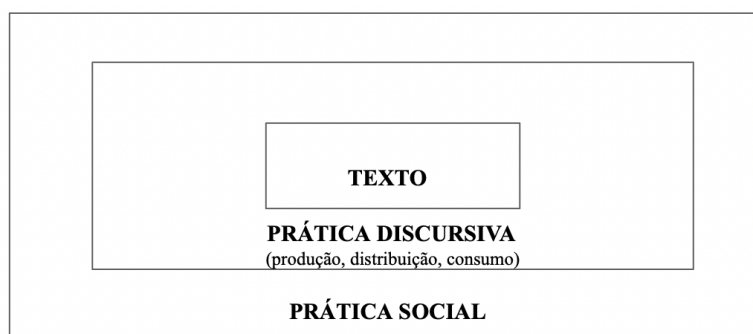 TEXTO
PRÁTICA DISCURSIVA
(produção, distribuição, consumo)
PRÁTICA SOCIAL